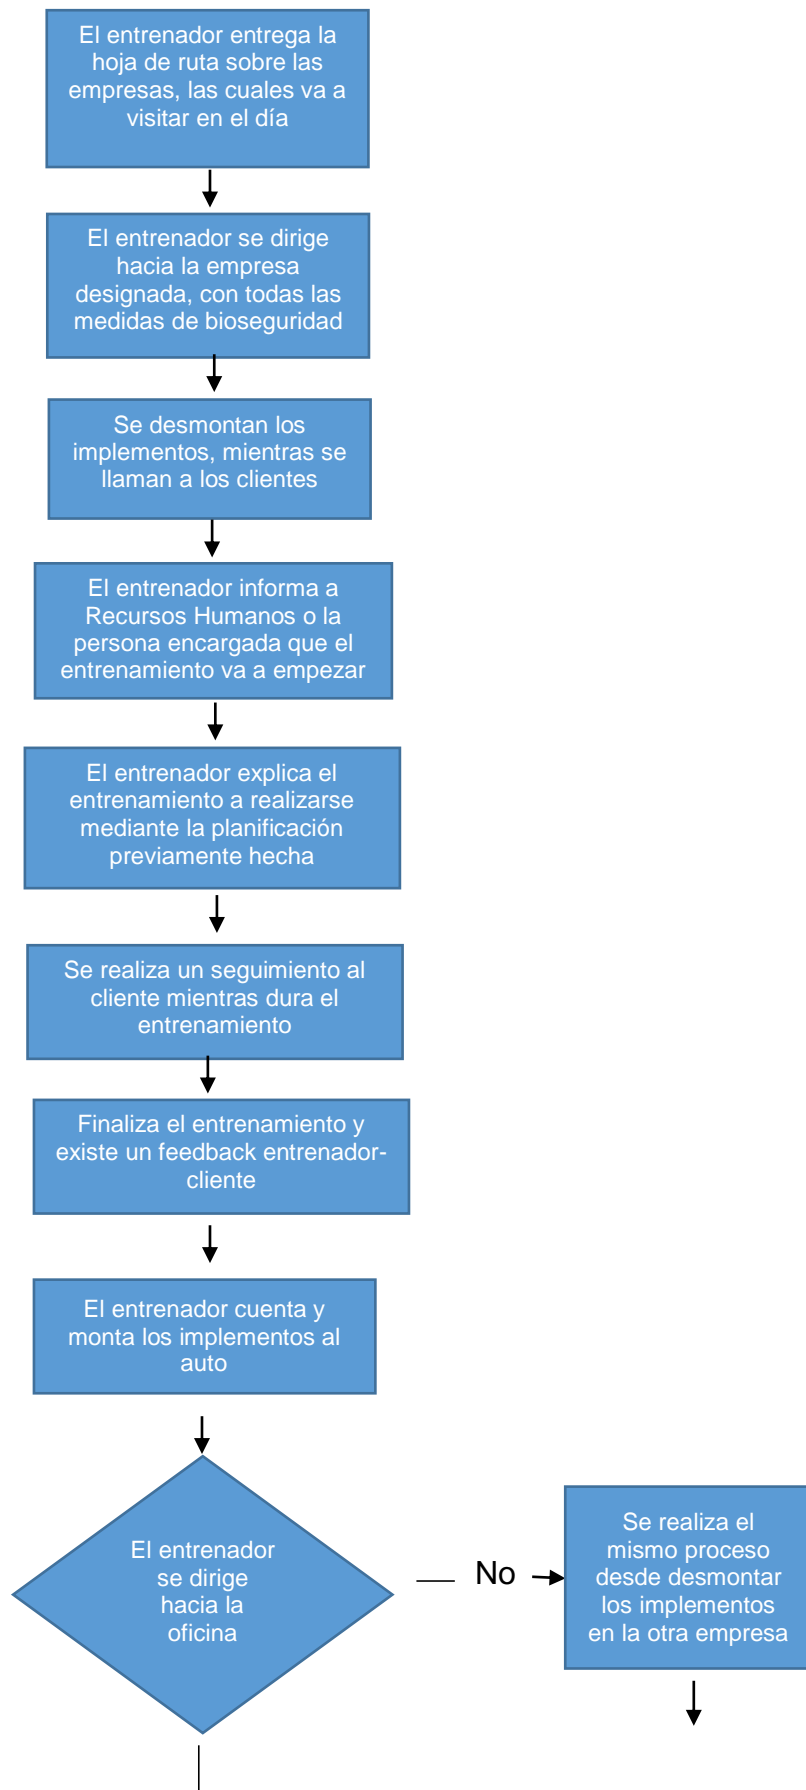 El entrenador entrega la
hoja de ruta sobre las
empresas, las cuales va a
visitar en el día
El entrenador se dirige
hacia la empresa
designada, con todas las
medidas de bioseguridad
Se desmontan los
implementos, mientras se
llaman a los clientes
El entrenador informa a
Recursos Humanos o la
persona encargada que el
entrenamiento va a empezar
El entrenador explica el
entrenamiento a realizarse
mediante la planificación
previamente hecha
Se realiza un seguimiento al
cliente mientras dura el
entrenamiento
Finaliza el entrenamiento y
existe un feedback entrenador-
cliente
El entrenador cuenta y
monta los implementos al
auto
El entrenador
se dirige
hacia la
oficina
No
Se realiza el
mismo proceso
desde desmontar
los implementos
en la otra empresa